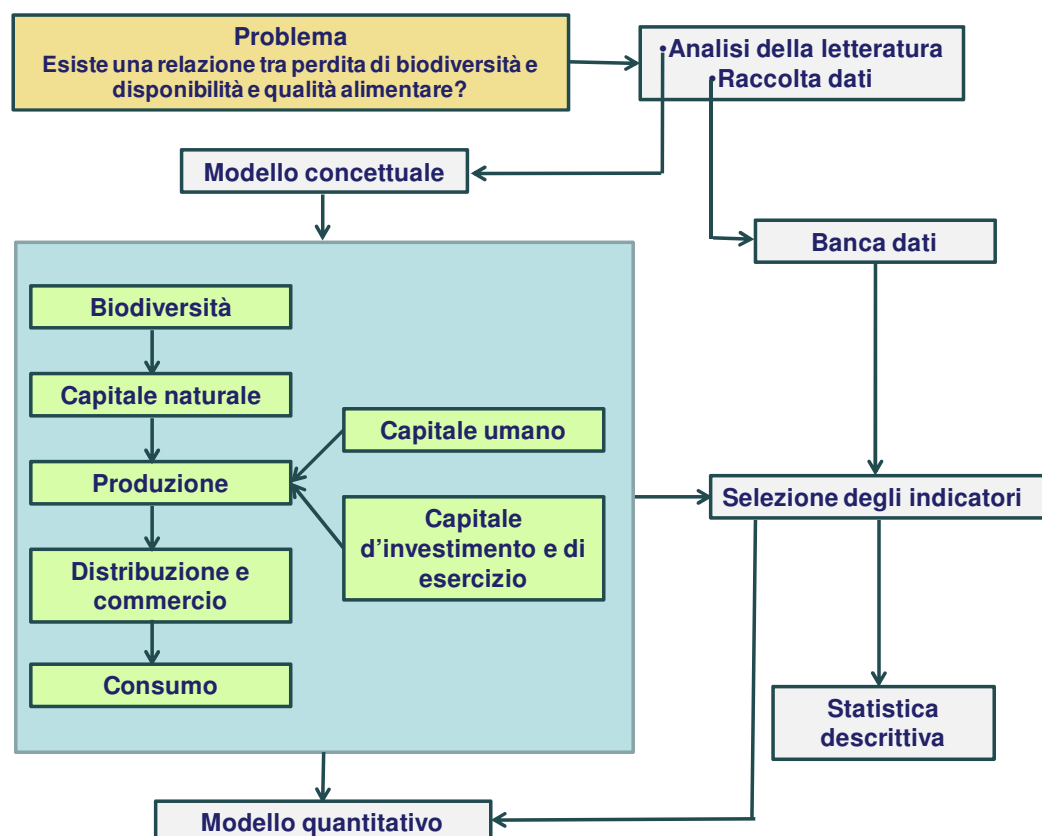 Problema
Esiste una relazione tra perdita di biodiversità e
disponibilità e qualità alimentare?
•Analisi della letteratura
•Raccolta dati
Modello concettuale
Banca dati
Biodiversità
Capitale naturale
Capitale umano
Produzione
Capitale
d’investimento e di
esercizio
Selezione degli indicatori
Distribuzione e
commercio
Consumo
Statistica
descrittiva
Modello quantitativo